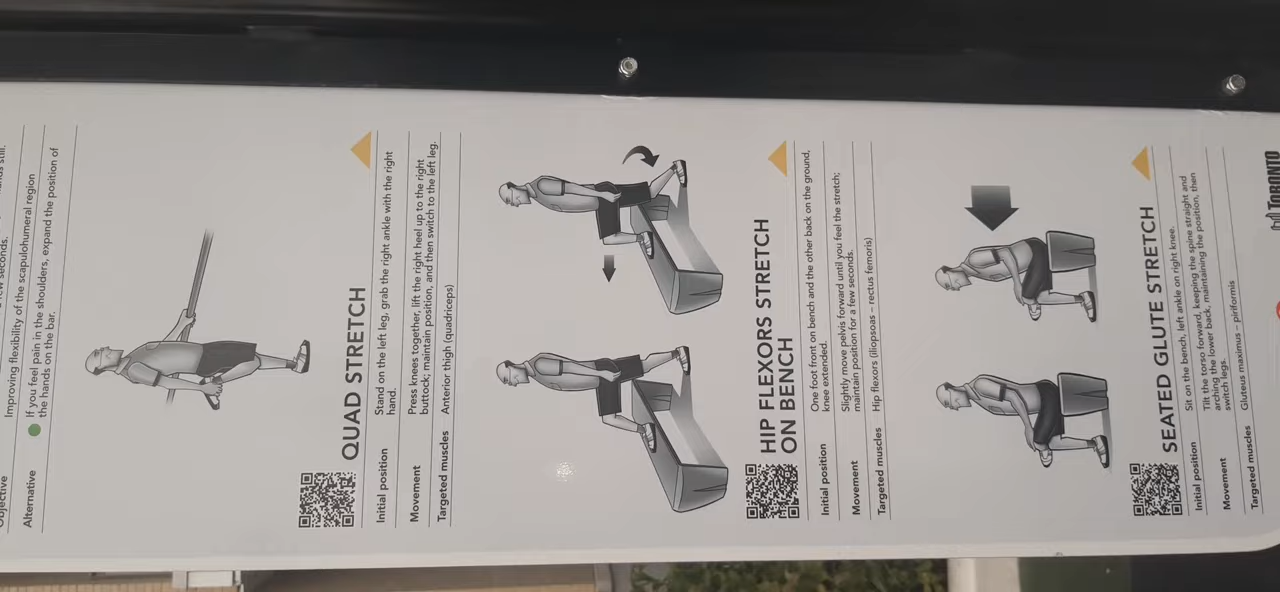 few seconds.
Objective
Improving flexibility of the scapulohumeral region
Alternative
If you feel pain in the shoulders, expand the position of
the hands on the bar.
QUAD STRETCH
Initial position
Stand on the left leg, grab the right ankle with the right
hand.
Movement
Press knees together, lift the right heel up to the right
buttock; maintain position, and then switch to the left leg.
Targeted muscles
Anterior thigh (quadriceps)
HIP FLEXORS STRETCH
ON BENCH
Initial position
One foot front on bench and the other back on the ground,
knee extended.
Movement
Slightly move pelvis forward until you feel the stretch;
maintain position for a few seconds.
Targeted muscles
Hip flexors (iliopsoas – rectus femoris)
SEATED GLUTE STRETCH
Initial position
Sit on the bench, left ankle on right knee.
Movement
Tilt the torso forward, keeping the spine straight and
arching the lower back, maintaining the position, then
switch legs.
Targeted muscles
Gluteus maximus – piriformis
TORONTO